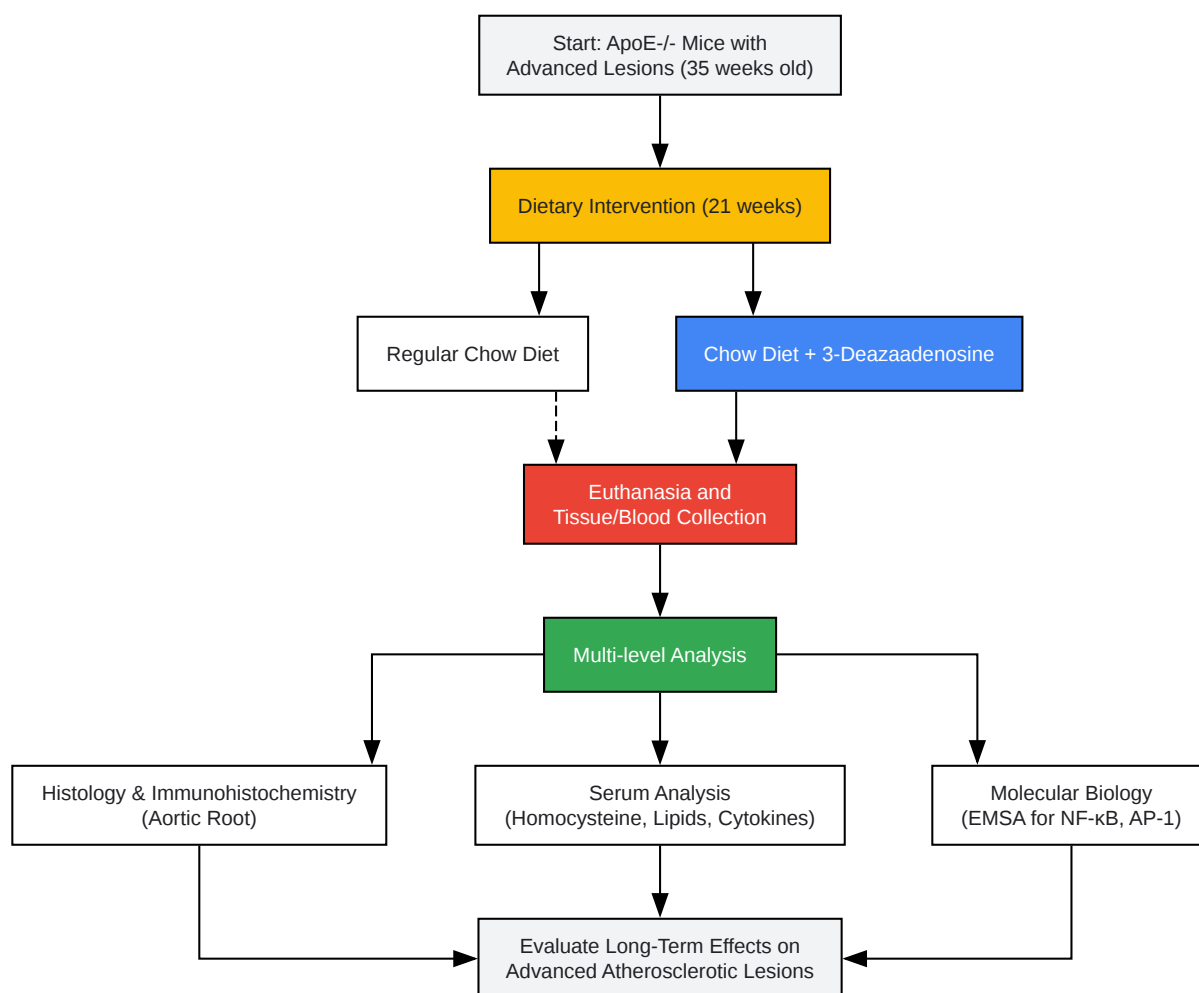 Start: ApoE-/- Mice with
Advanced Lesions (35 weeks old)
Dietary Intervention (21 weeks)
Regular Chow Diet
Chow Diet + 3-Deazaadenosine
Euthanasia and
Tissue/Blood Collection
Multi-level Analysis
Histology & Immunohistochemistry
(Aortic Root)
Serum Analysis
(Homocysteine, Lipids, Cytokines)
Molecular Biology
(EMSA for NF-κB, AP-1)
Evaluate Long-Term Effects on
Advanced Atherosclerotic Lesions